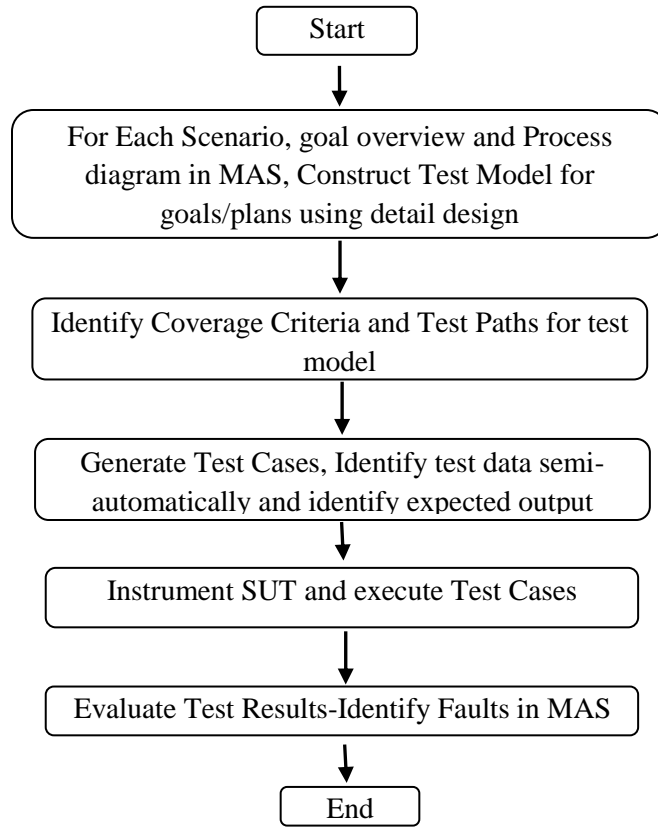 Start
For Each Scenario, goal overview and Process
diagram in MAS, Construct Test Model for
goals/plans using detail design
Identify Coverage Criteria and Test Paths for test
model
Generate Test Cases, Identify test data semi-
automatically and identify expected output
Instrument SUT and execute Test Cases
Evaluate Test Results-Identify Faults in MAS
End